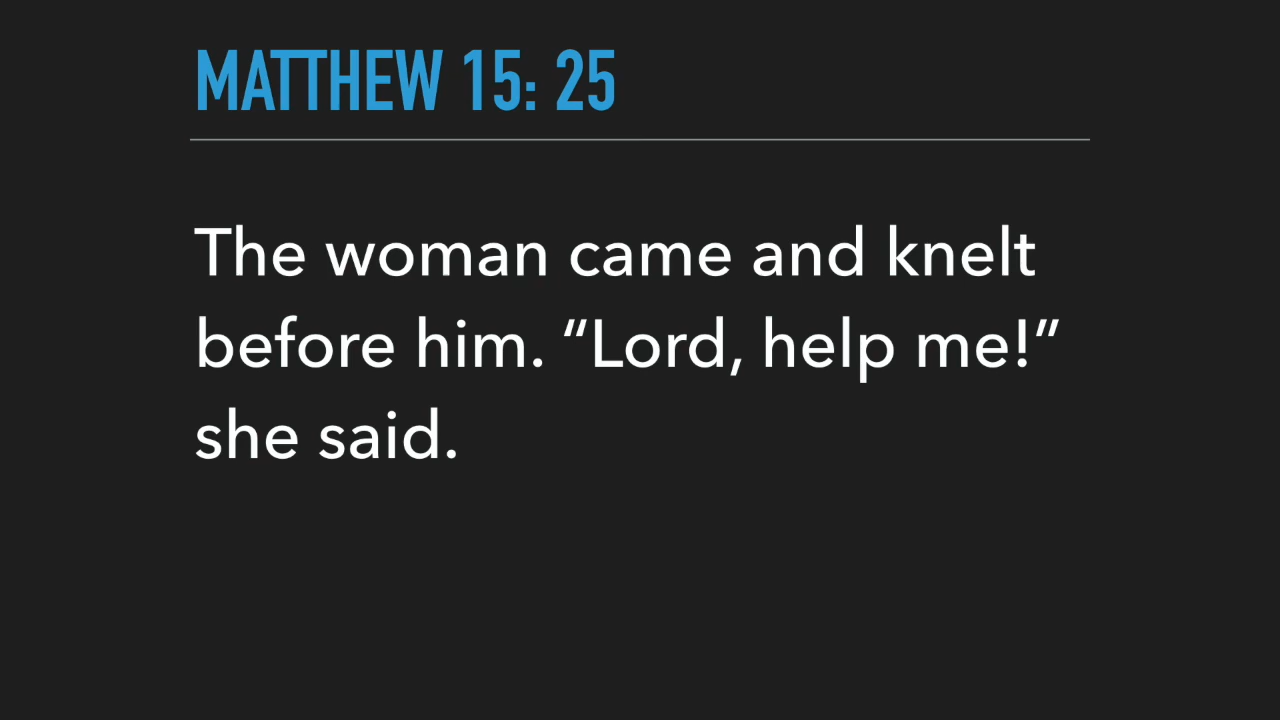 MATTHEW 15: 25
The woman came and knelt
before him. “Lord, help me!”
she said.